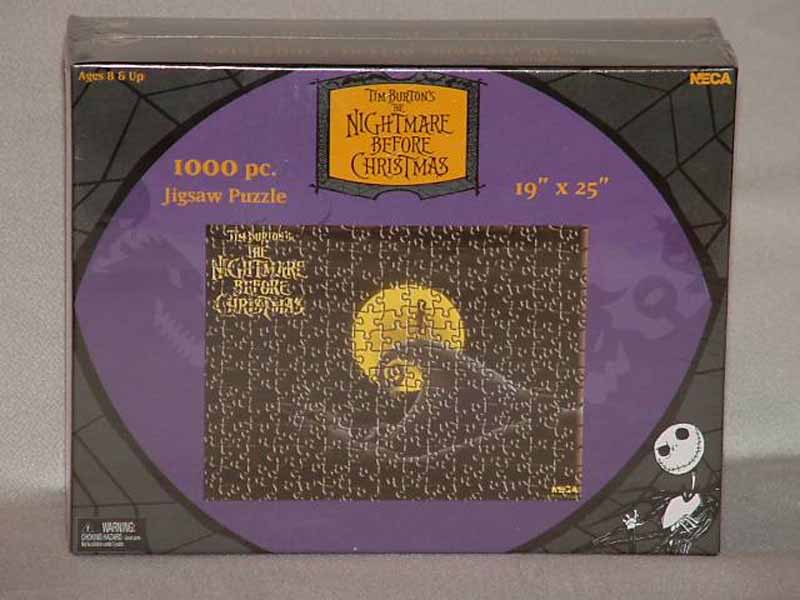 Ages 8 & Up
NECA
TIM BURTON'S
THE
NIGHTMARE
BEFORE
CHRISTMAS
1000 pc.
Jigsaw Puzzle
19" x 25"
TIM BURTON'S
THE
NIGHTMARE
BEFORE
CHRISTMAS
NECA
WARNING:
CHOKING HAZARD